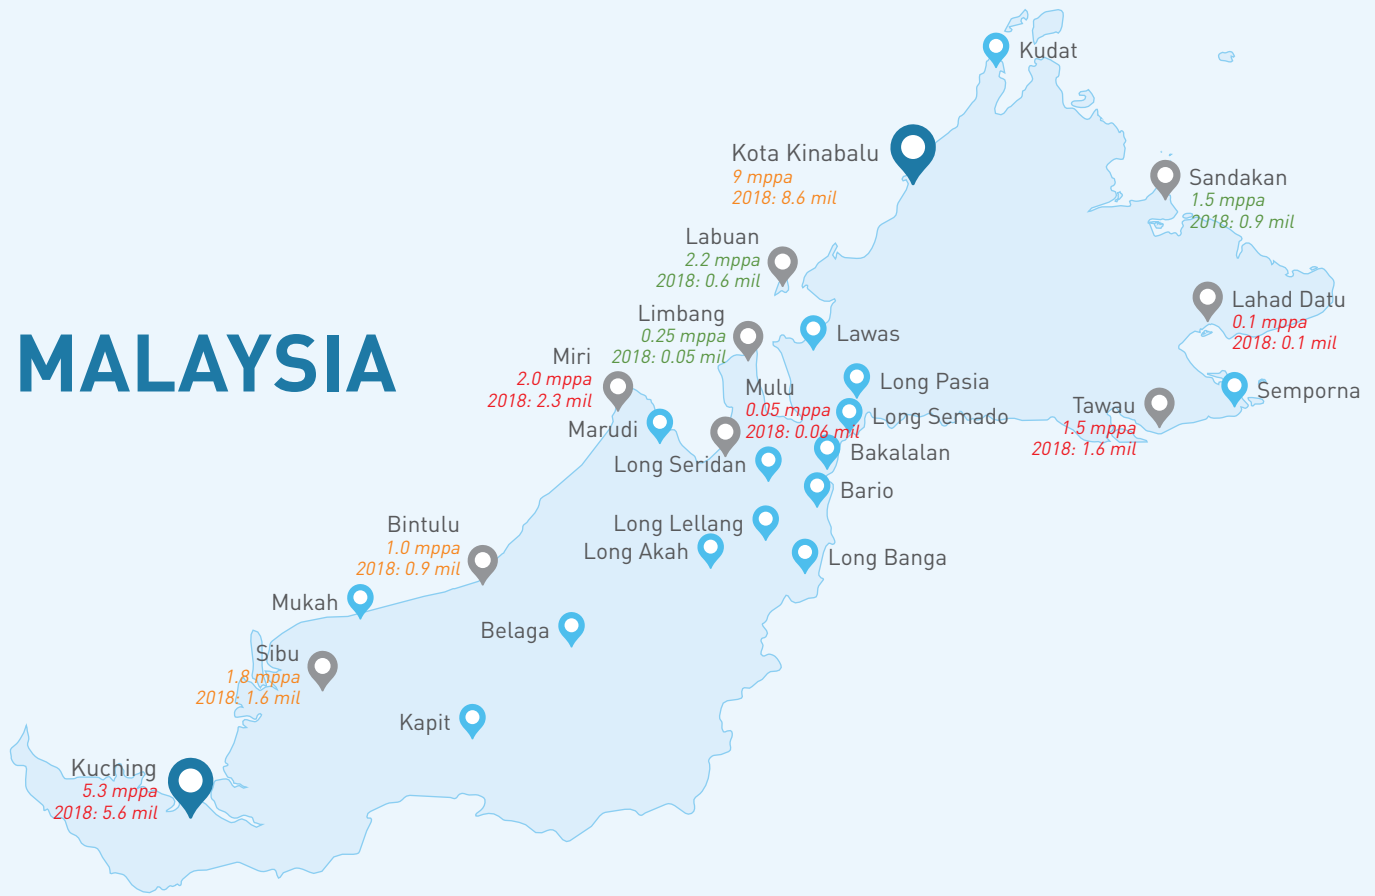 Kudat
Kota Kinabalu
9 mppa
2018: 8.6 mil
Sandakan
1.5 mppa
2018: 0.9 mil
Labuan
2.2 mppa
2018: 0.6 mil
Lahad Datu
0.1 mppa
2018: 0.1 mil
Limbang
0.25 mppa
2018: 0.05 mil
Lawas
MALAYSIA
Miri
2.0 mppa
2018: 2.3 mil
Long Pasia
Mulu
0.05 mppa
2018: 0.06 mil
Semporna
Tawau
1.5 mppa
2018: 1.6 mil
Long Semado
Marudi
Bakalalan
Long Seridan
Bario
Bintulu
1.0 mppa
2018: 0.9 mil
Long Lellang
Long Akah
Long Banga
Mukah
Belaga
Sibu
1.8 mppa
2018: 1.6 mil
Kapit
Kuching
5.3 mppa
2018: 5.6 mil